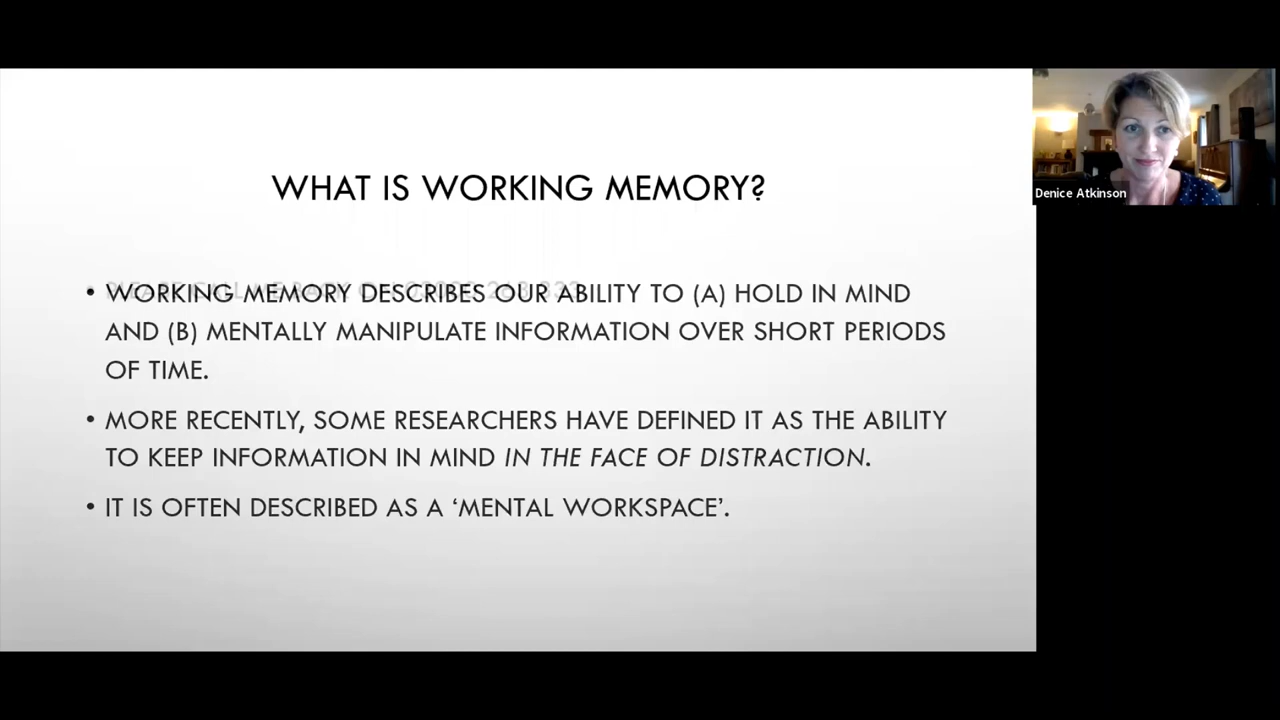 WHAT IS WORKING MEMORY?
• WORKING MEMORY DESCRIBES OUR ABILITY TO (A) HOLD IN MIND
AND (B) MENTALLY MANIPULATE INFORMATION OVER SHORT PERIODS
OF TIME.
• MORE RECENTLY, SOME RESEARCHERS HAVE DEFINED IT AS THE ABILITY
TO KEEP INFORMATION IN MIND IN THE FACE OF DISTRACTION.
• IT IS OFTEN DESCRIBED AS A ‘MENTAL WORKSPACE’.
Denice Atkinson